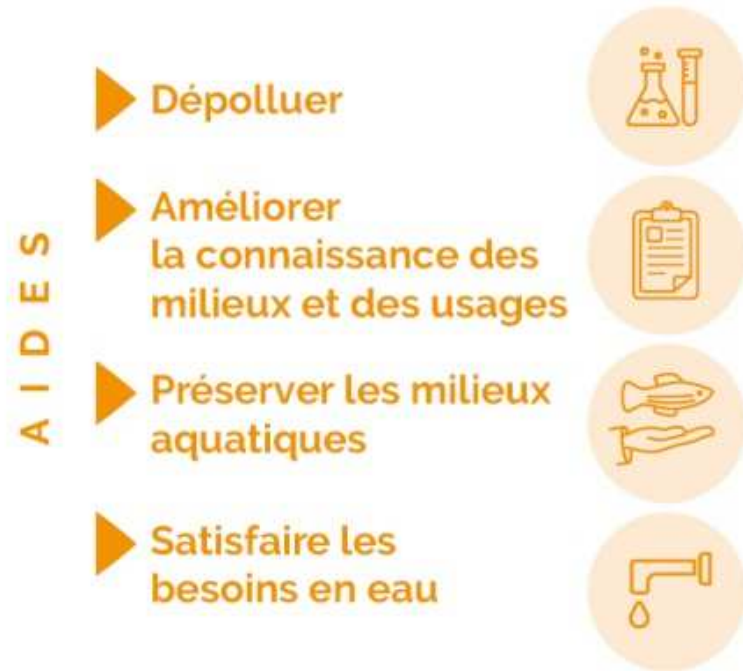 AIDES
Dépolluer
Améliorer
la connaissance des
milieux et des usages
Préserver les milieux
aquatiques
Satisfaire les
besoins en eau